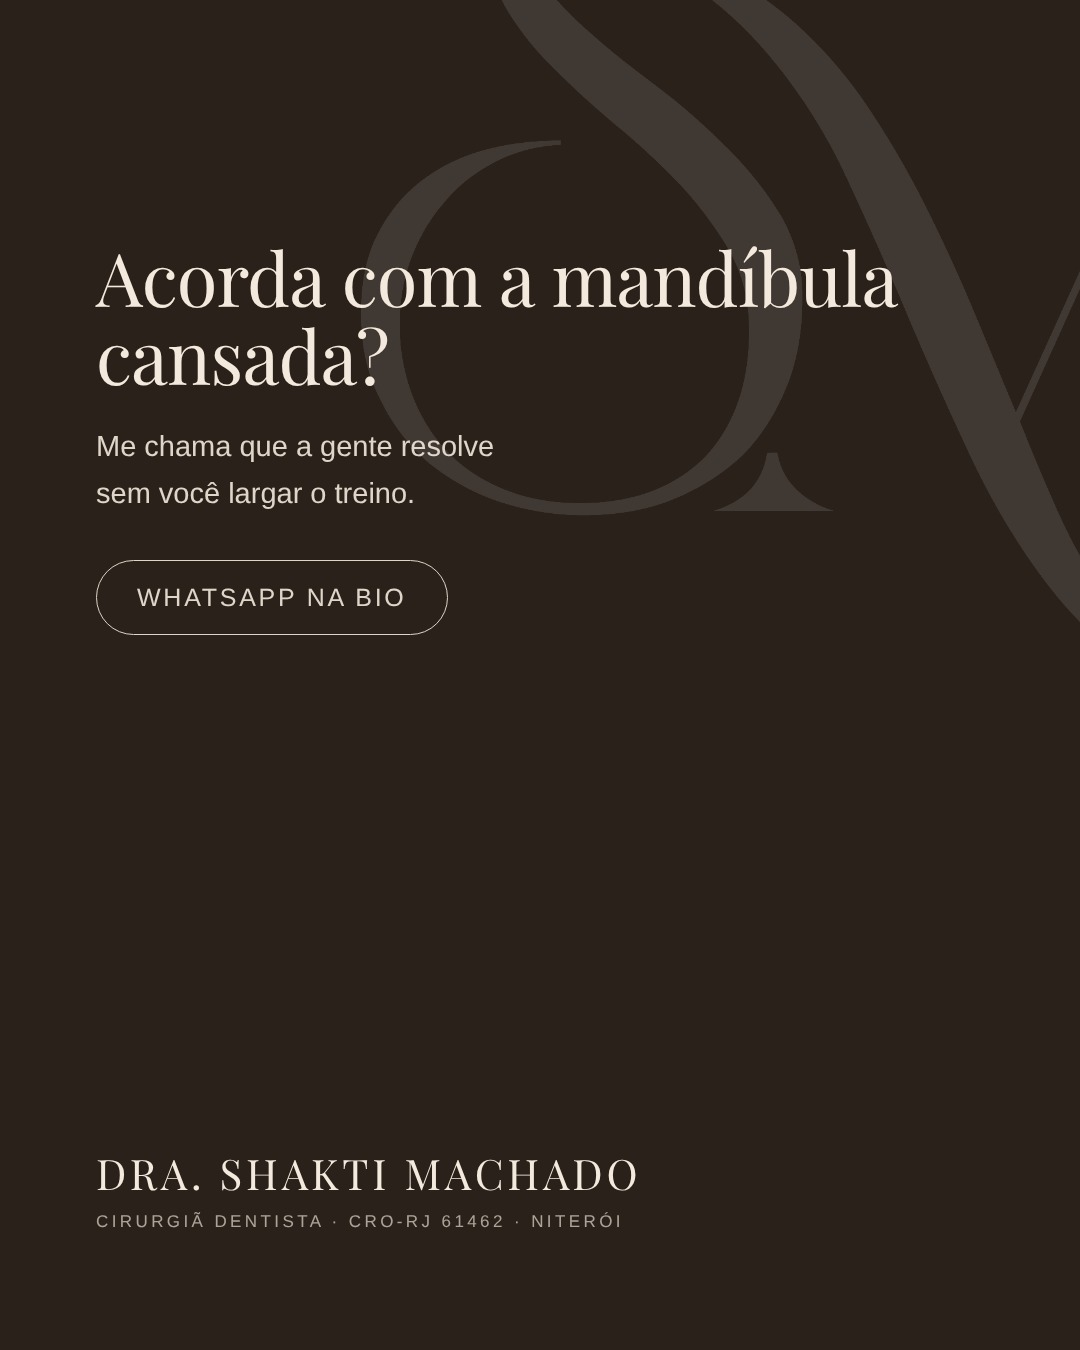 Acorda com a mandíbula
cansada?
Me chama que a gente resolve
sem você largar o treino.
WHATSAPP NA BIO
DRA. SHAKTI MACHADO
CIRURGIÃ DENTISTA · CRO-RJ 61462 · NITERÓI